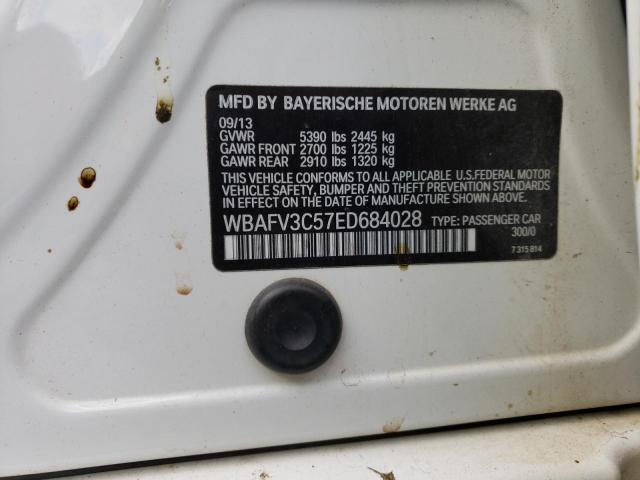 MFD BY BAYERISCHE MOTOREN WERKE AG
09/13
GVWR 5390 lbs 2445 kg
GAWR FRONT 2700 lbs 1225 kg
GAWR REAR 2910 lbs 1320 kg
THIS VEHICLE CONFORMS TO ALL APPLICABLE U.S.FEDERAL MOTOR
VEHICLE SAFETY, BUMPER AND THEFT PREVENTION STANDARDS
IN EFFECT ON THE DATE OF MANUFACTURE SHOWN ABOVE.
WBAFV3C57ED684028 TYPE: PASSENGER CAR
300/0
7 315 814